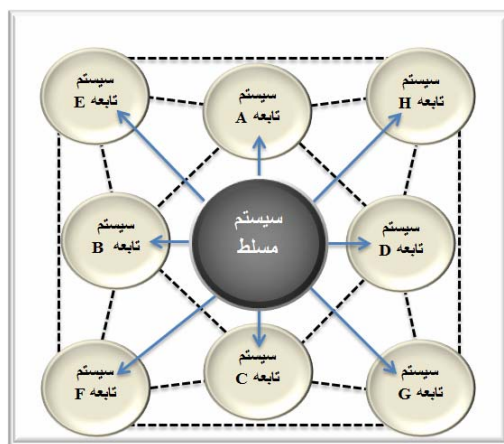 سیستم
تابعه H
سیستم
تابعه A
سیستم
تابعه E
سیستم
تابعه D
سیستم
مسلط
سیستم
تابعه B
سیستم
تابعه G
سیستم
تابعه C
سیستم
تابعه F